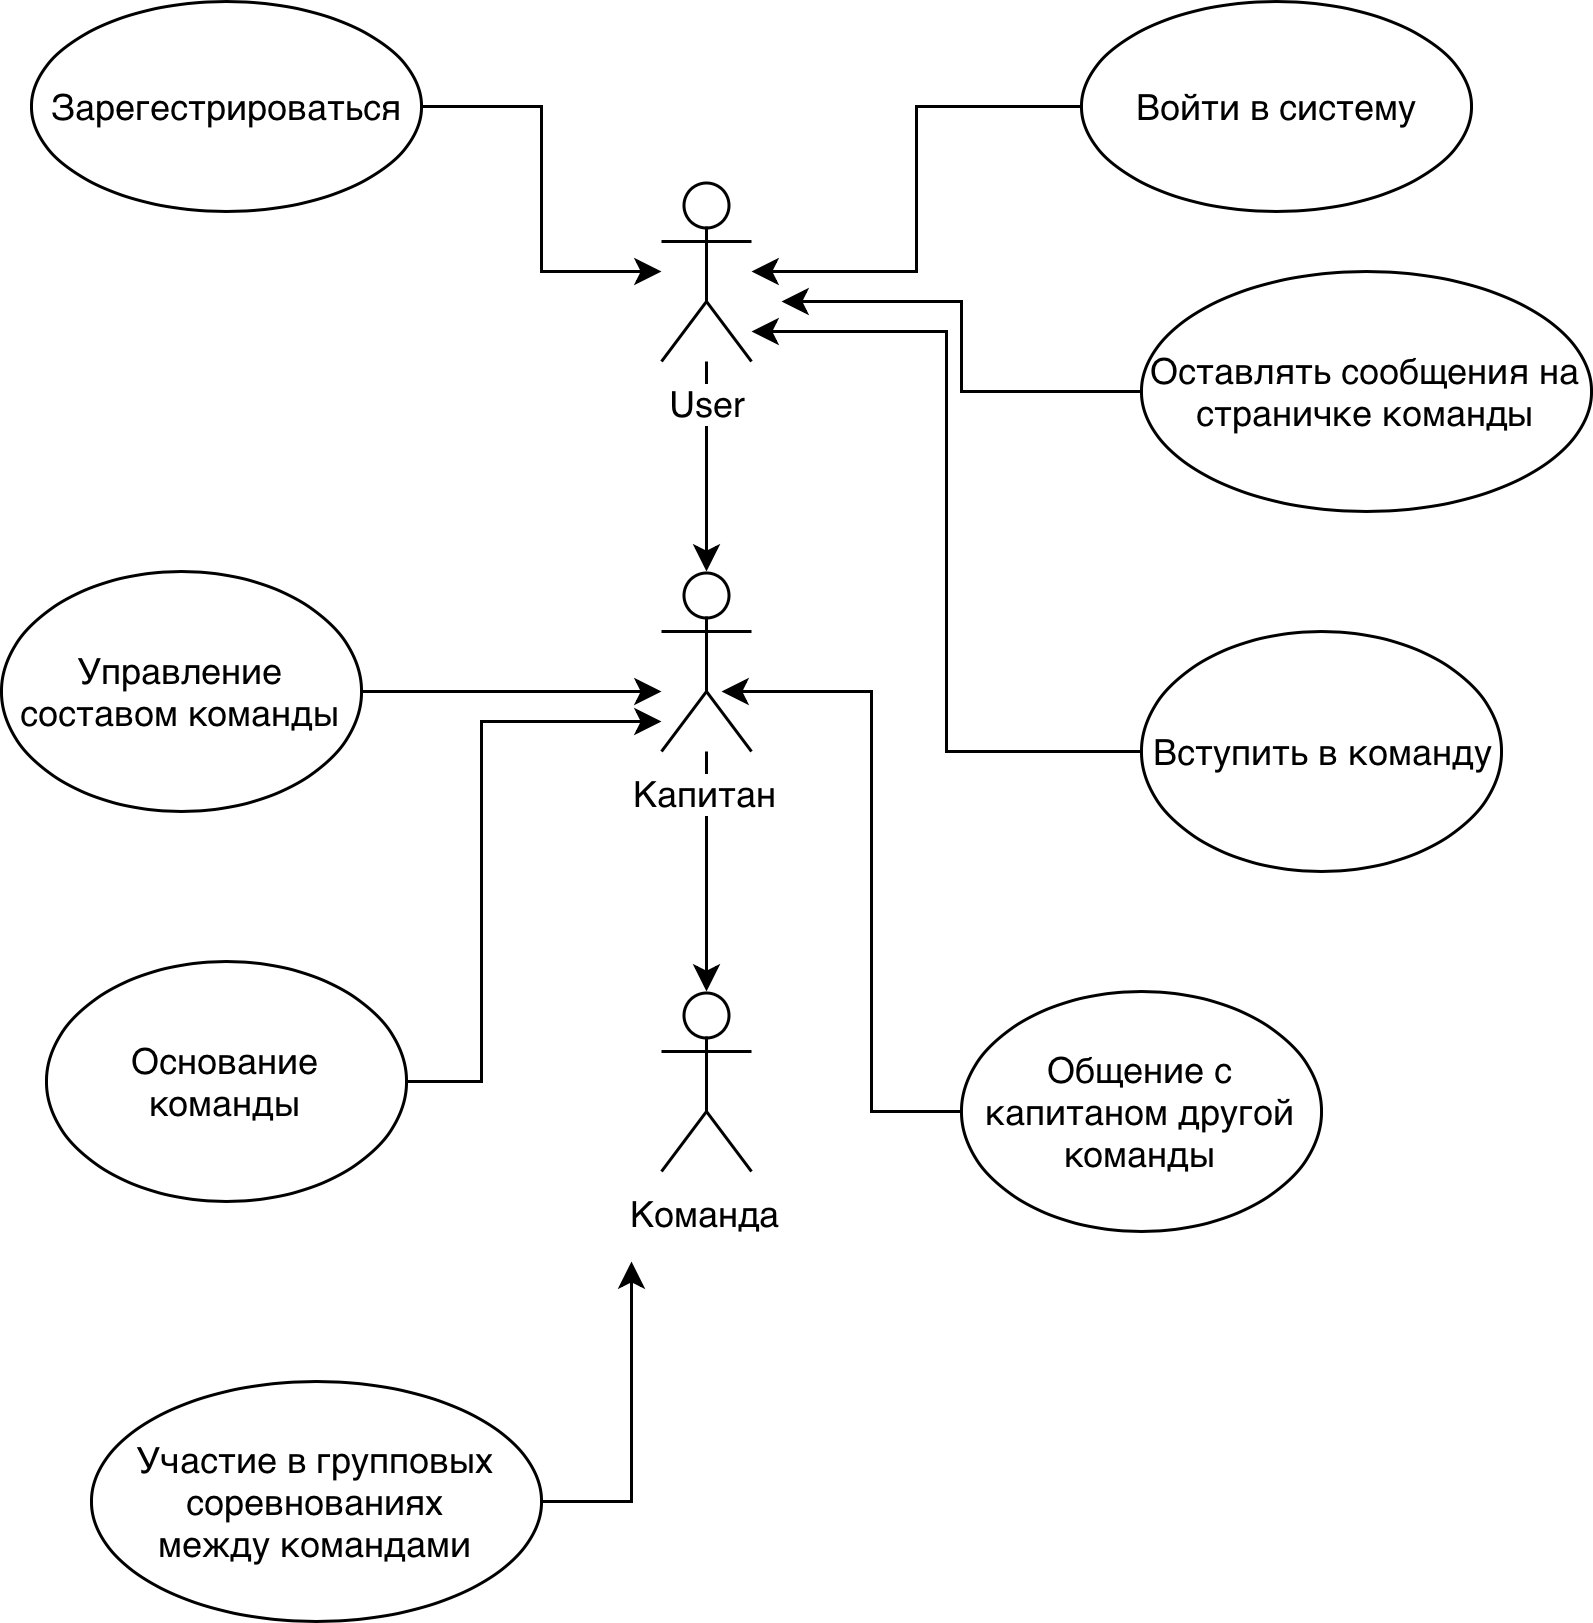 Зарегестрироваться
Войти в систему
Оставлять сообщения на
страничке команды
User
Управление
составом команды
Вступить в команду
Капитан
Основание
команды
Общение с
капитаном другой
команды
Команда
Участие в групповых
соревнованиях
между командами